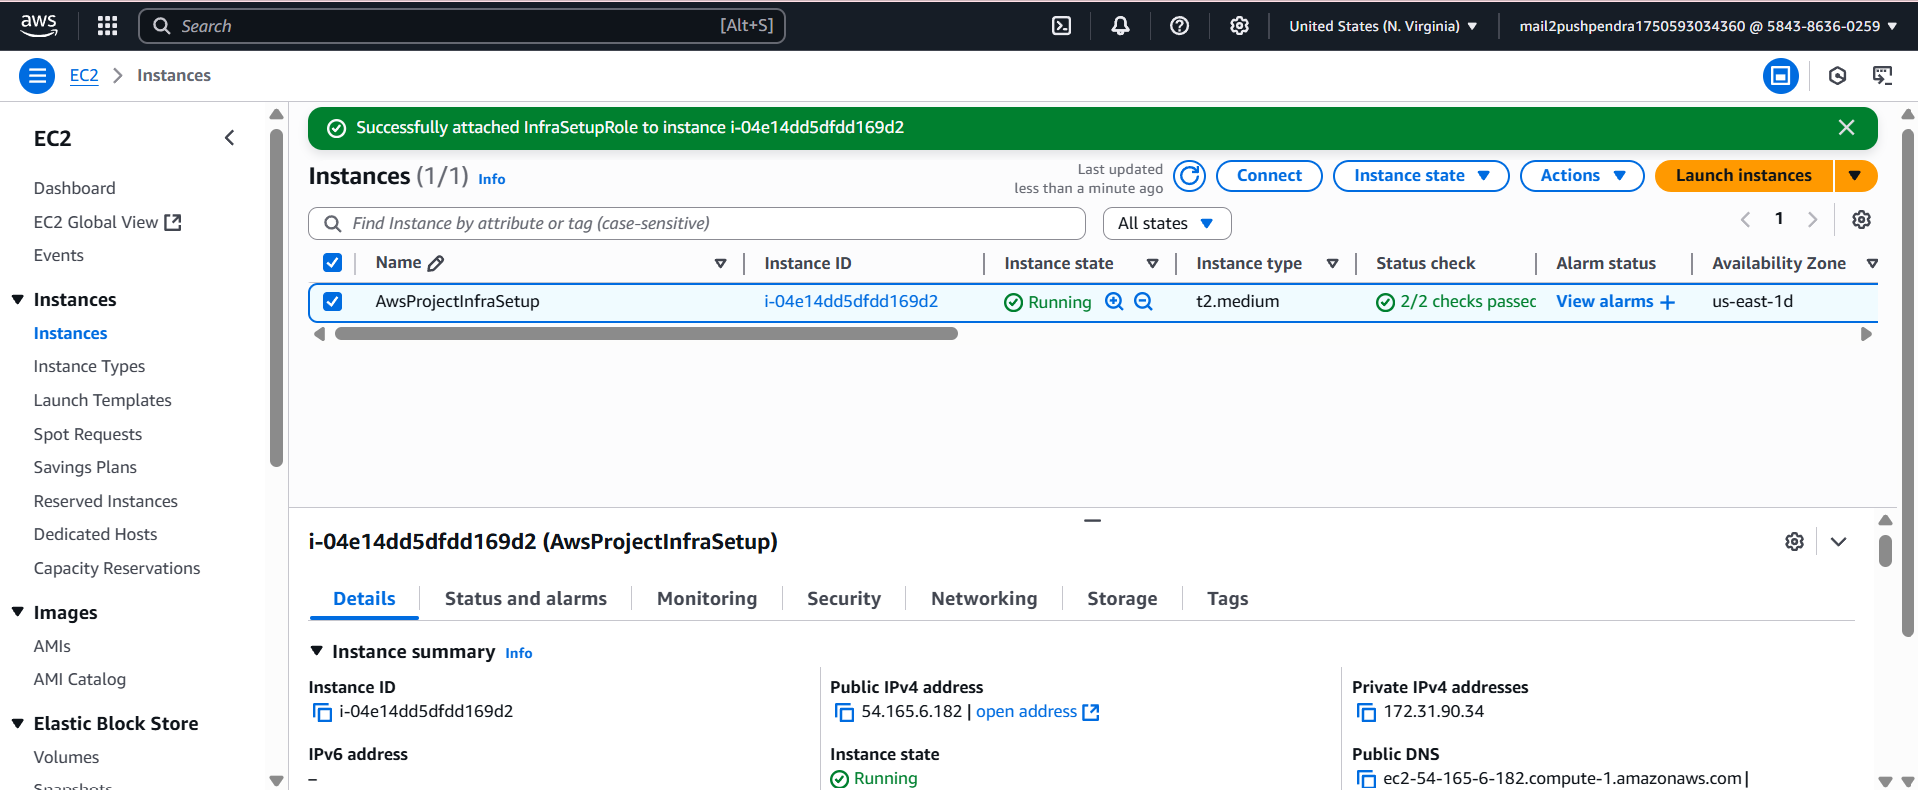 aws
Search [Alt+S]
United States (N. Virginia)
mail2pushpendra1750593034360 @ 5843-8636-0259
EC2 > Instances
EC2
Dashboard
EC2 Global View
Events
Instances
Instances
Instance Types
Launch Templates
Spot Requests
Savings Plans
Reserved Instances
Dedicated Hosts
Capacity Reservations
Images
AMIs
AMI Catalog
Elastic Block Store
Volumes
Snapshots
Successfully attached InfraSetupRole to instance i-04e14dd5dfdd169d2
Instances (1/1) Info
Last updated
less than a minute ago
Connect
Instance state
Actions
Launch instances
Find Instance by attribute or tag (case-sensitive)
All states
1
Name Instance ID Instance state Instance type Status check Alarm status Availability Zone
AwsProjectInfraSetup i-04e14dd5dfdd169d2 Running t2.medium 2/2 checks passec View alarms + us-east-1d
i-04e14dd5dfdd169d2 (AwsProjectInfraSetup)
Details Status and alarms Monitoring Security Networking Storage Tags
Instance summary Info
Instance ID
i-04e14dd5dfdd169d2
IPv6 address
–
Public IPv4 address
54.165.6.182 | open address
Instance state
Running
Private IPv4 addresses
172.31.90.34
Public DNS
ec2-54-165-6-182.compute-1.amazonaws.com |